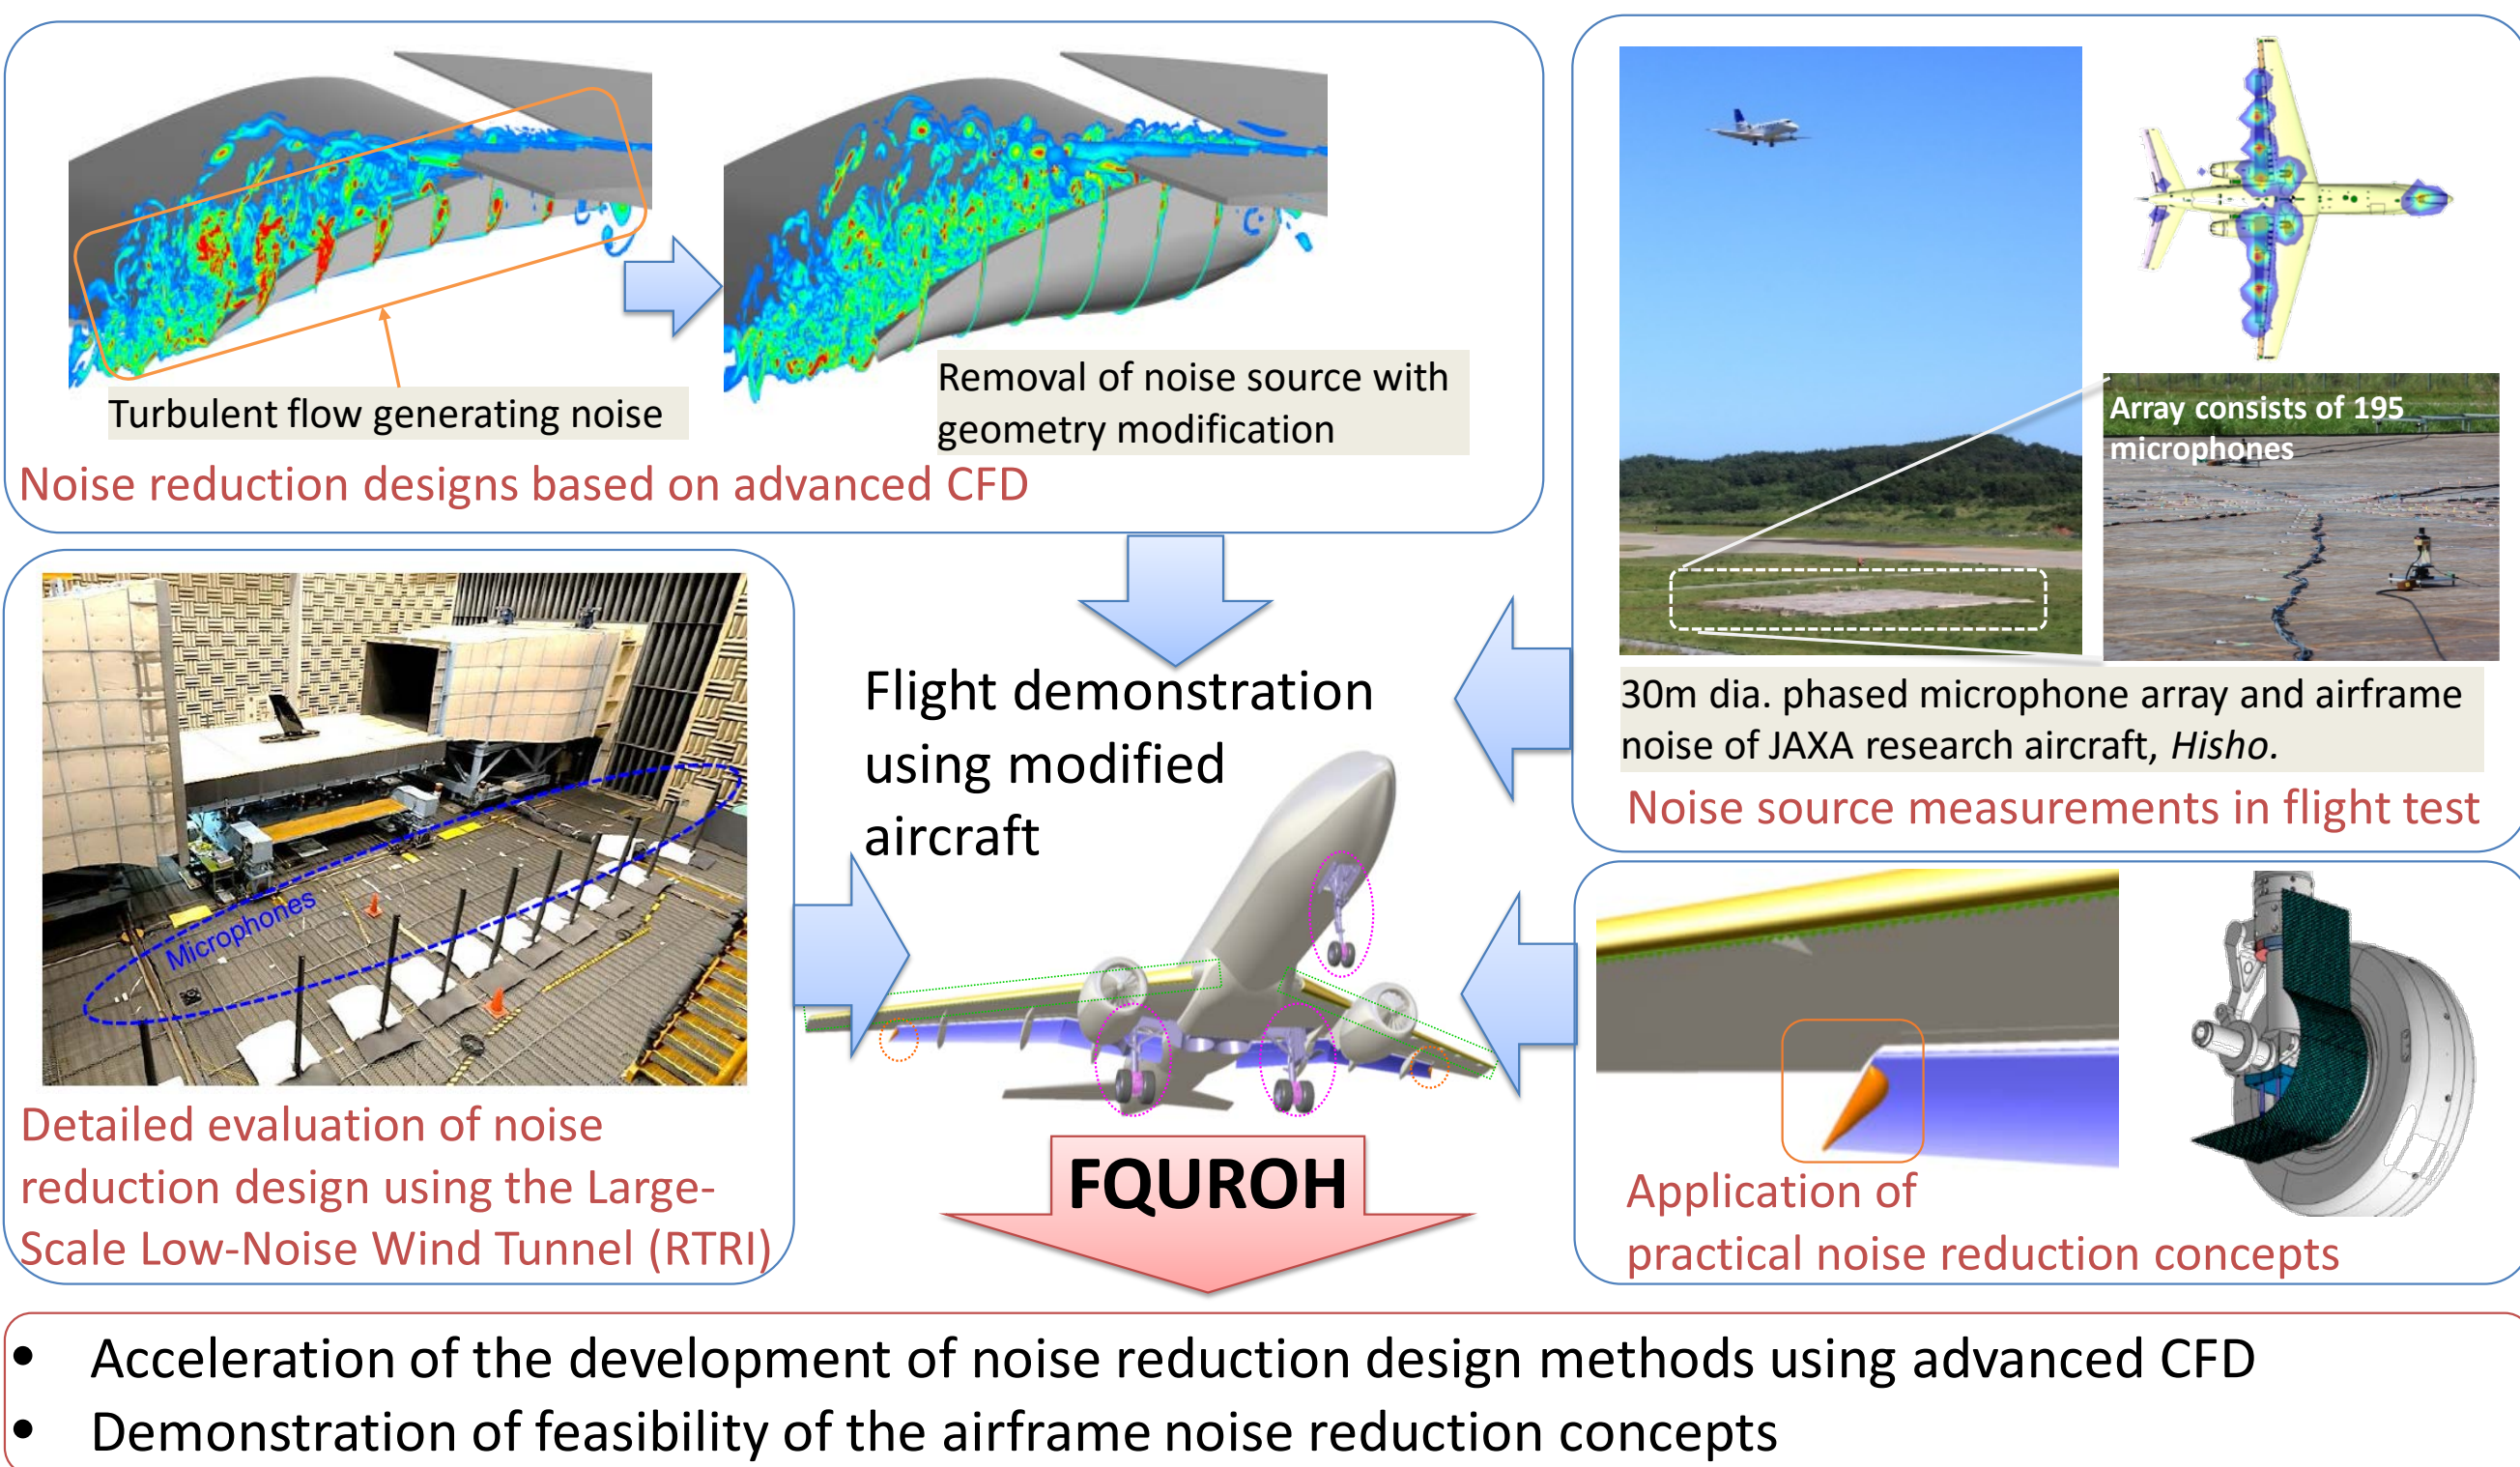 Turbulent flow generating noise
Removal of noise source with
geometry modification
Noise reduction designs based on advanced CFD
Array consists of 195
microphones
30m dia. phased microphone array and airframe
noise of JAXA research aircraft, Hisho.
Noise source measurements in flight test
Flight demonstration
using modified
aircraft
Microphones
Detailed evaluation of noise
reduction design using the Large-
Scale Low-Noise Wind Tunnel (RTRI)
Application of
practical noise reduction concepts
FQUROH
• Acceleration of the development of noise reduction design methods using advanced CFD
• Demonstration of feasibility of the airframe noise reduction concepts